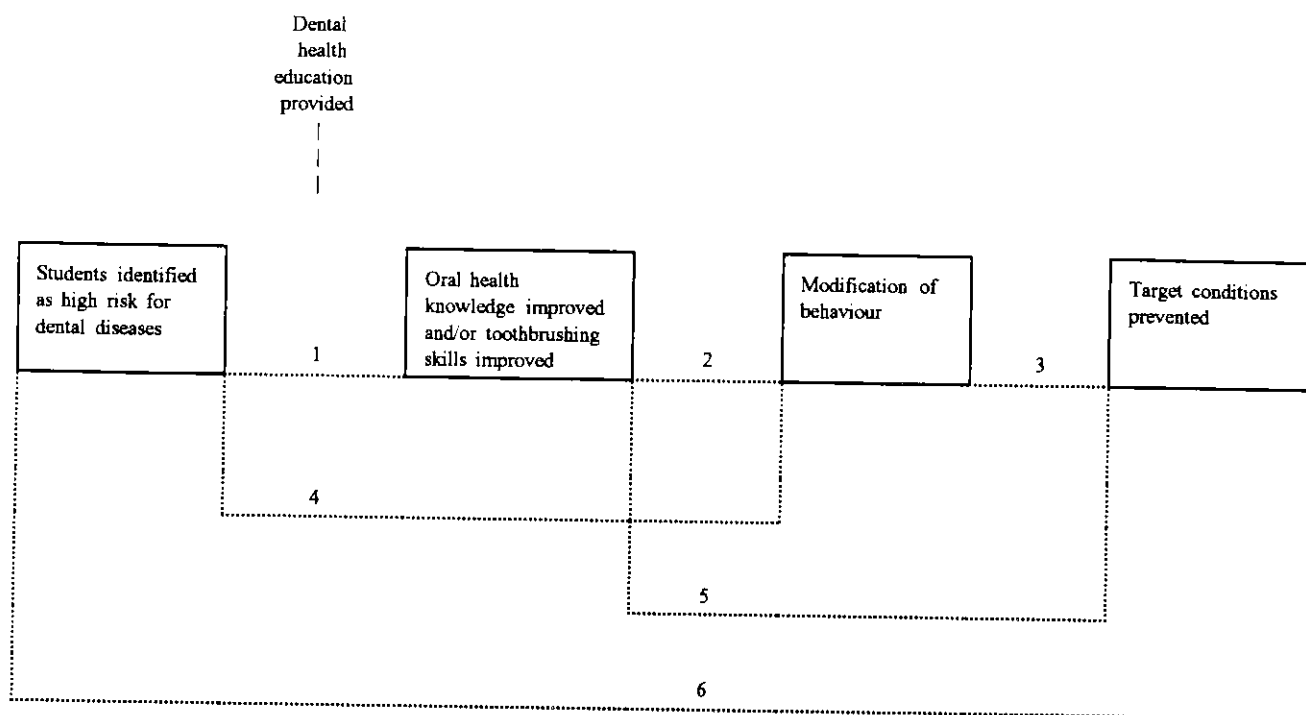 Dental
health
education
provided
Students identified
as high risk for
dental diseases
Oral health
knowledge improved
and/or toothbrushing
skills improved
Modification of
behaviour
Target conditions
prevented
1
2
3
4
5
6